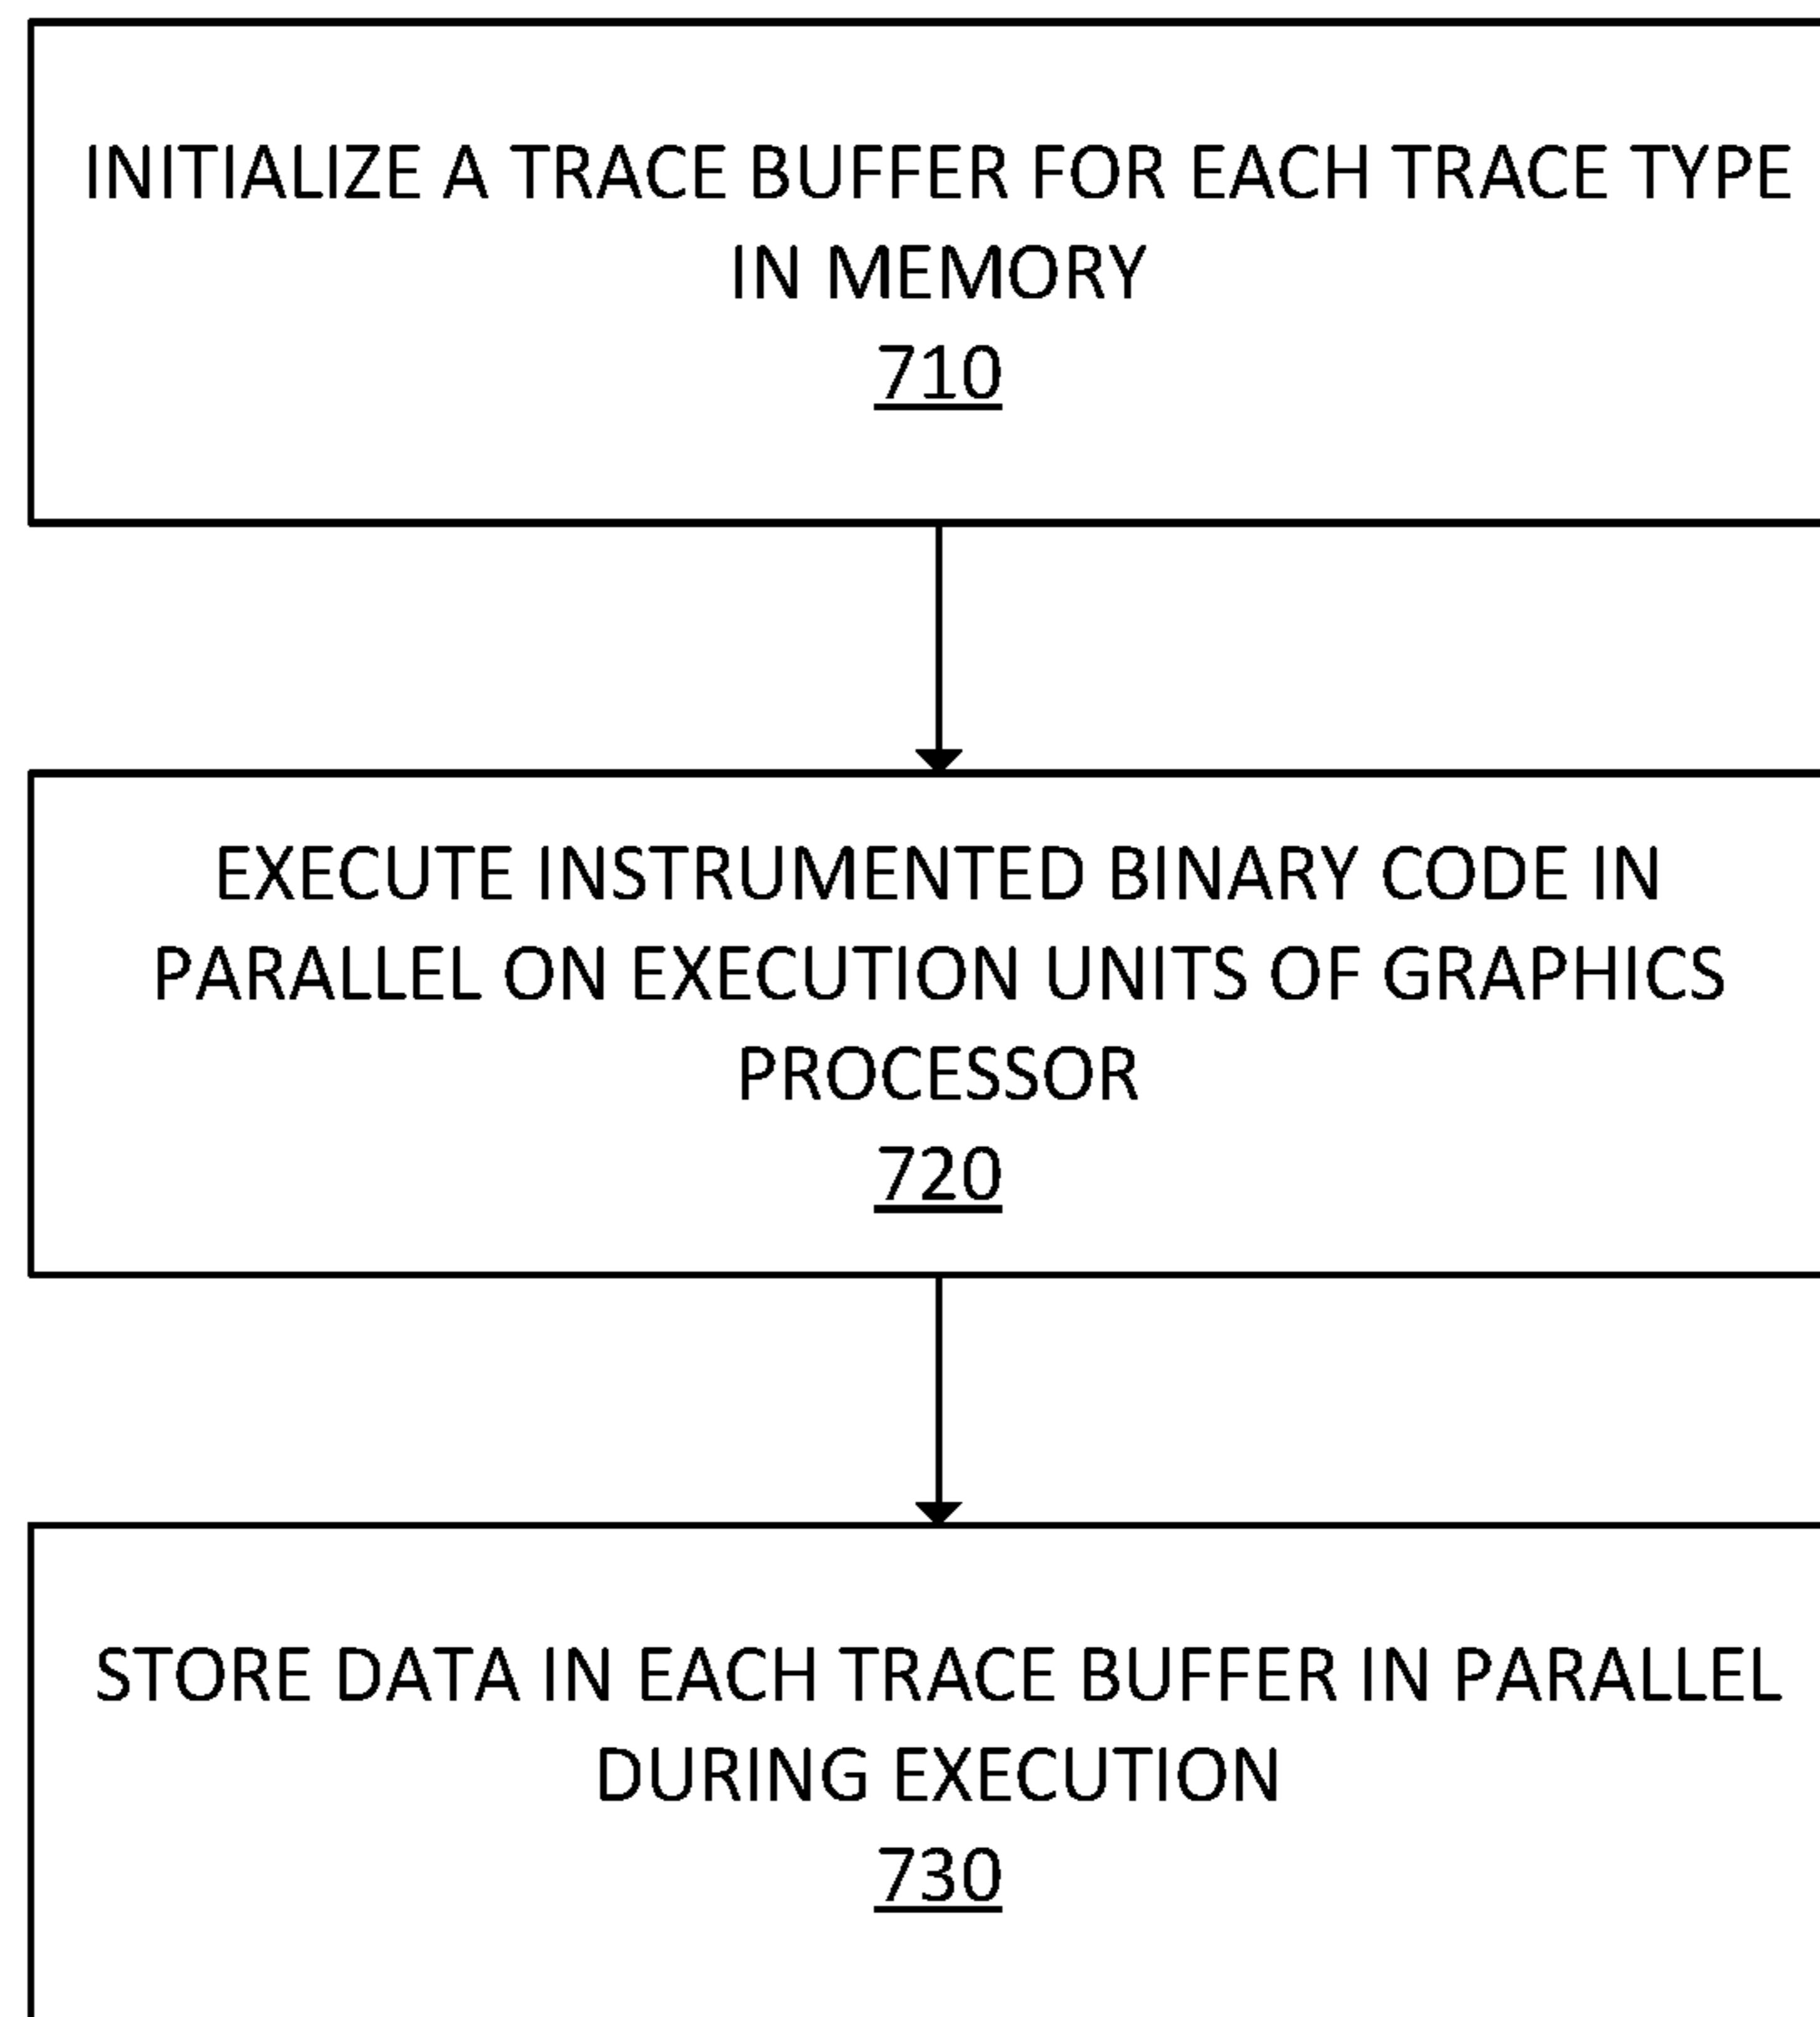 INITIALIZE A TRACE BUFFER FOR EACH TRACE TYPE
IN MEMORY
710
EXECUTE INSTRUMENTED BINARY CODE IN
PARALLEL ON EXECUTION UNITS OF GRAPHICS
PROCESSOR
720
STORE DATA IN EACH TRACE BUFFER IN PARALLEL
DURING EXECUTION
730